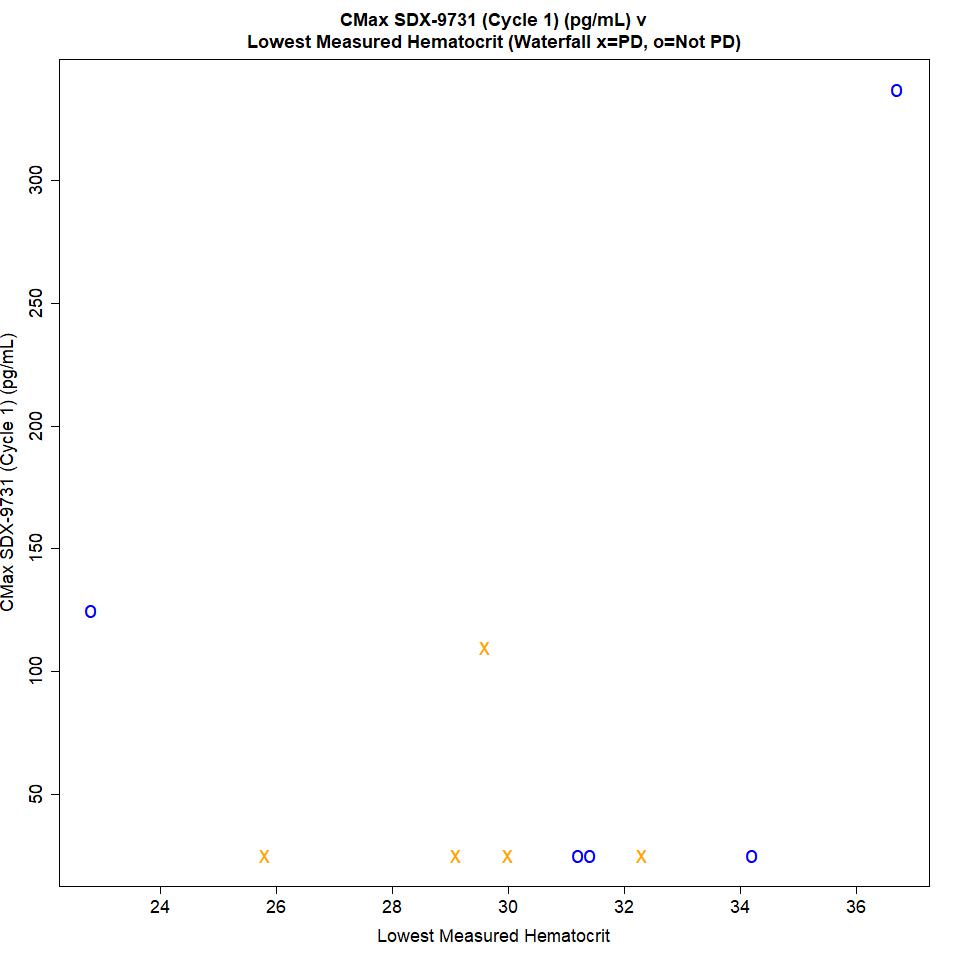 CMax SDX-9731 (Cycle 1) (pg/mL) v
Lowest Measured Hematocrit (Waterfall x=PD, o=Not PD)
CMax SDX-9731 (Cycle 1) (pg/mL)
300
250
200
150
100
50
o
o
x
x
x
x
oo
x
o
24
26
28
30
32
34
36
Lowest Measured Hematocrit